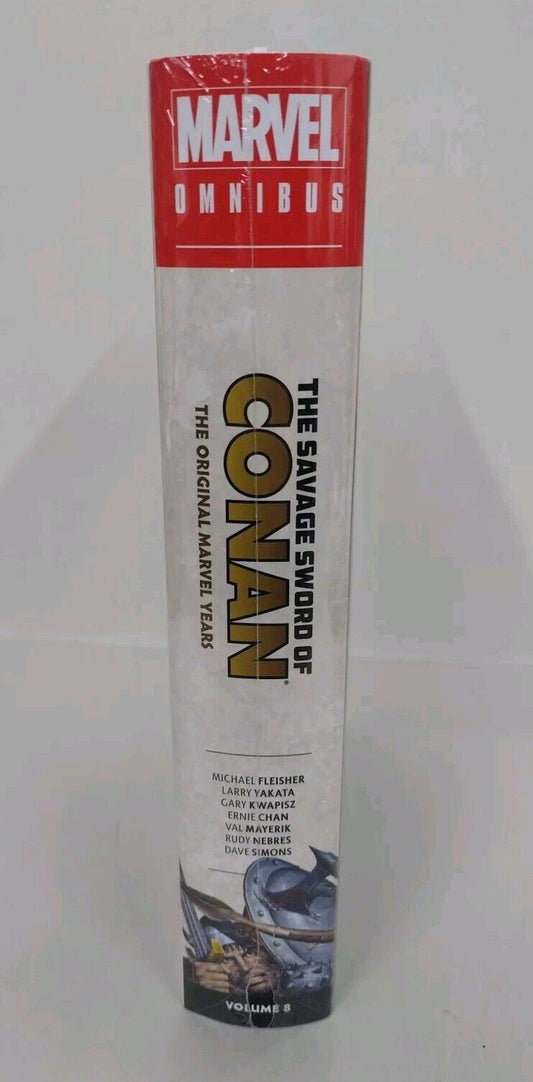 MARVEL
OMNIBUS
THE SAVAGE SWORD OF
CONAN®
THE ORIGINAL MARVEL YEARS
MICHAEL FLEISHER
LARRY YAKATA
GARY KWAPISZ
ERNIE CHAN
VAL MAYERIK
RUDY NEBRES
DAVE SIMONS
VOLUME 8